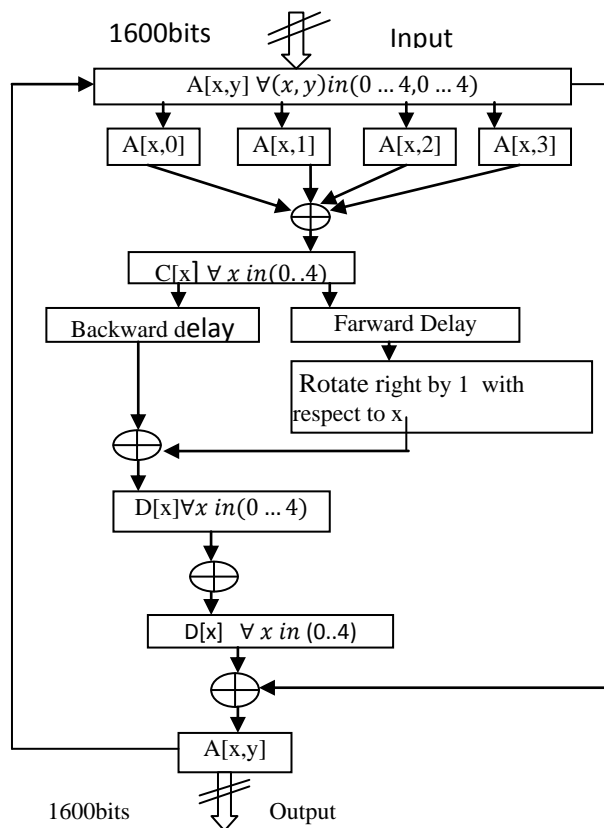 1600bits Input
A[x,y] ∀(x, y)in(0 … 4,0 … 4)
A[x,0] A[x,1] A[x,2] A[x,3]
C[x] ∀ x in(0..4)
Backward delay Farward Delay
Rotate right by 1 with
respect to x
D[x]∀x in(0 … 4)
D[x] ∀ x in (0..4)
A[x,y]
1600bits Output